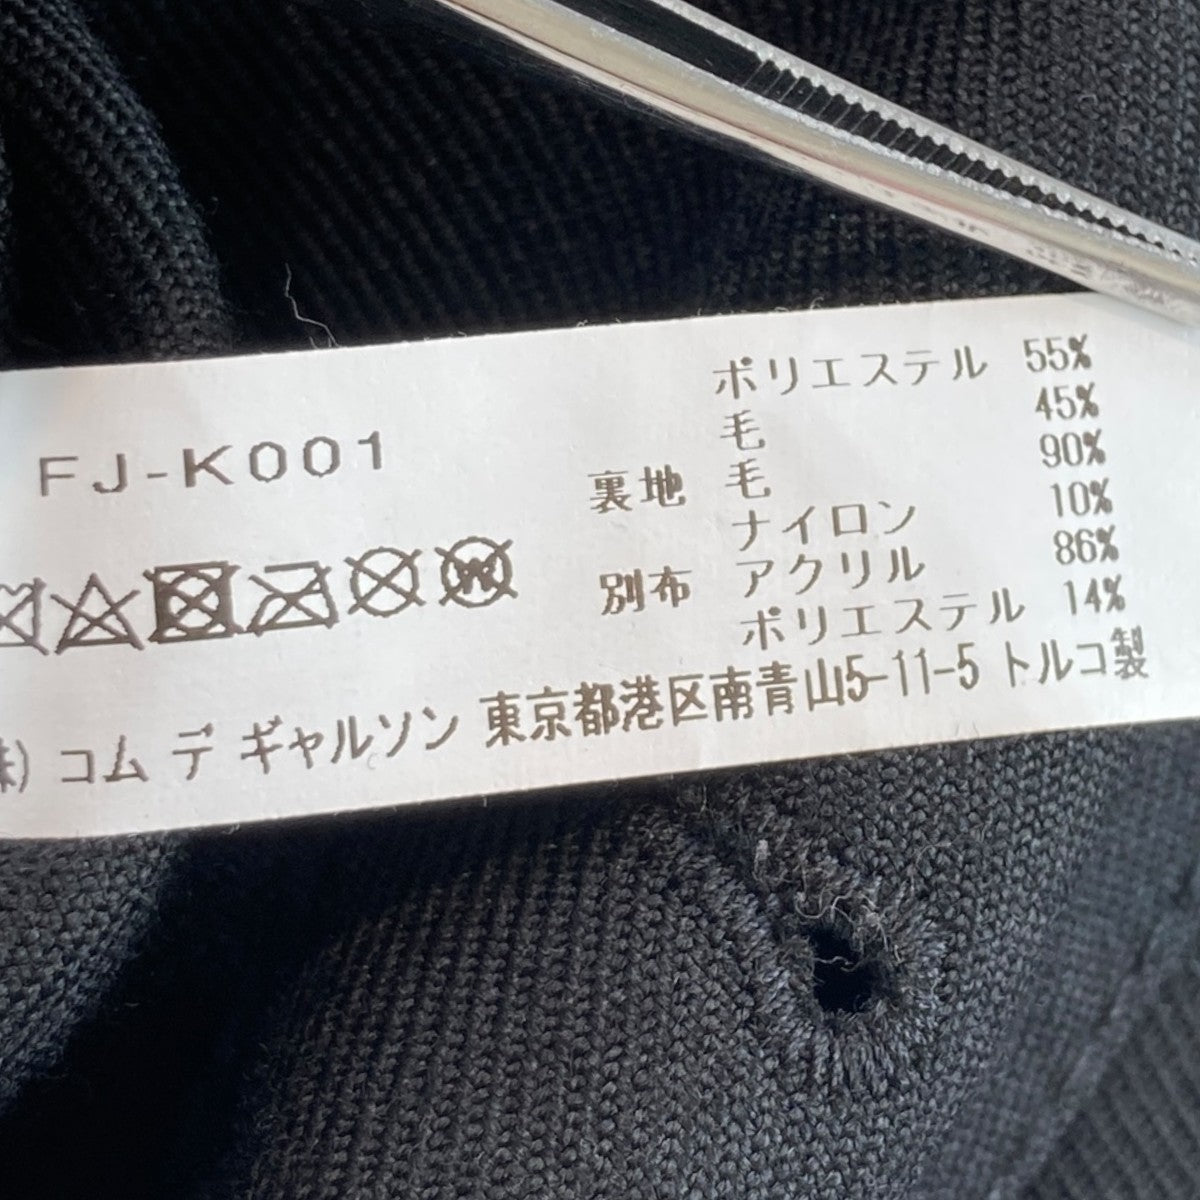 FJ-K001
ポリエステル 55%
毛 45%
裏地 毛 90%
ナイロン 10%
別布 アクリル 86%
ポリエステル 14%
株) コム デ ギャルソン 東京都港区南青山5-11-5 トルコ製